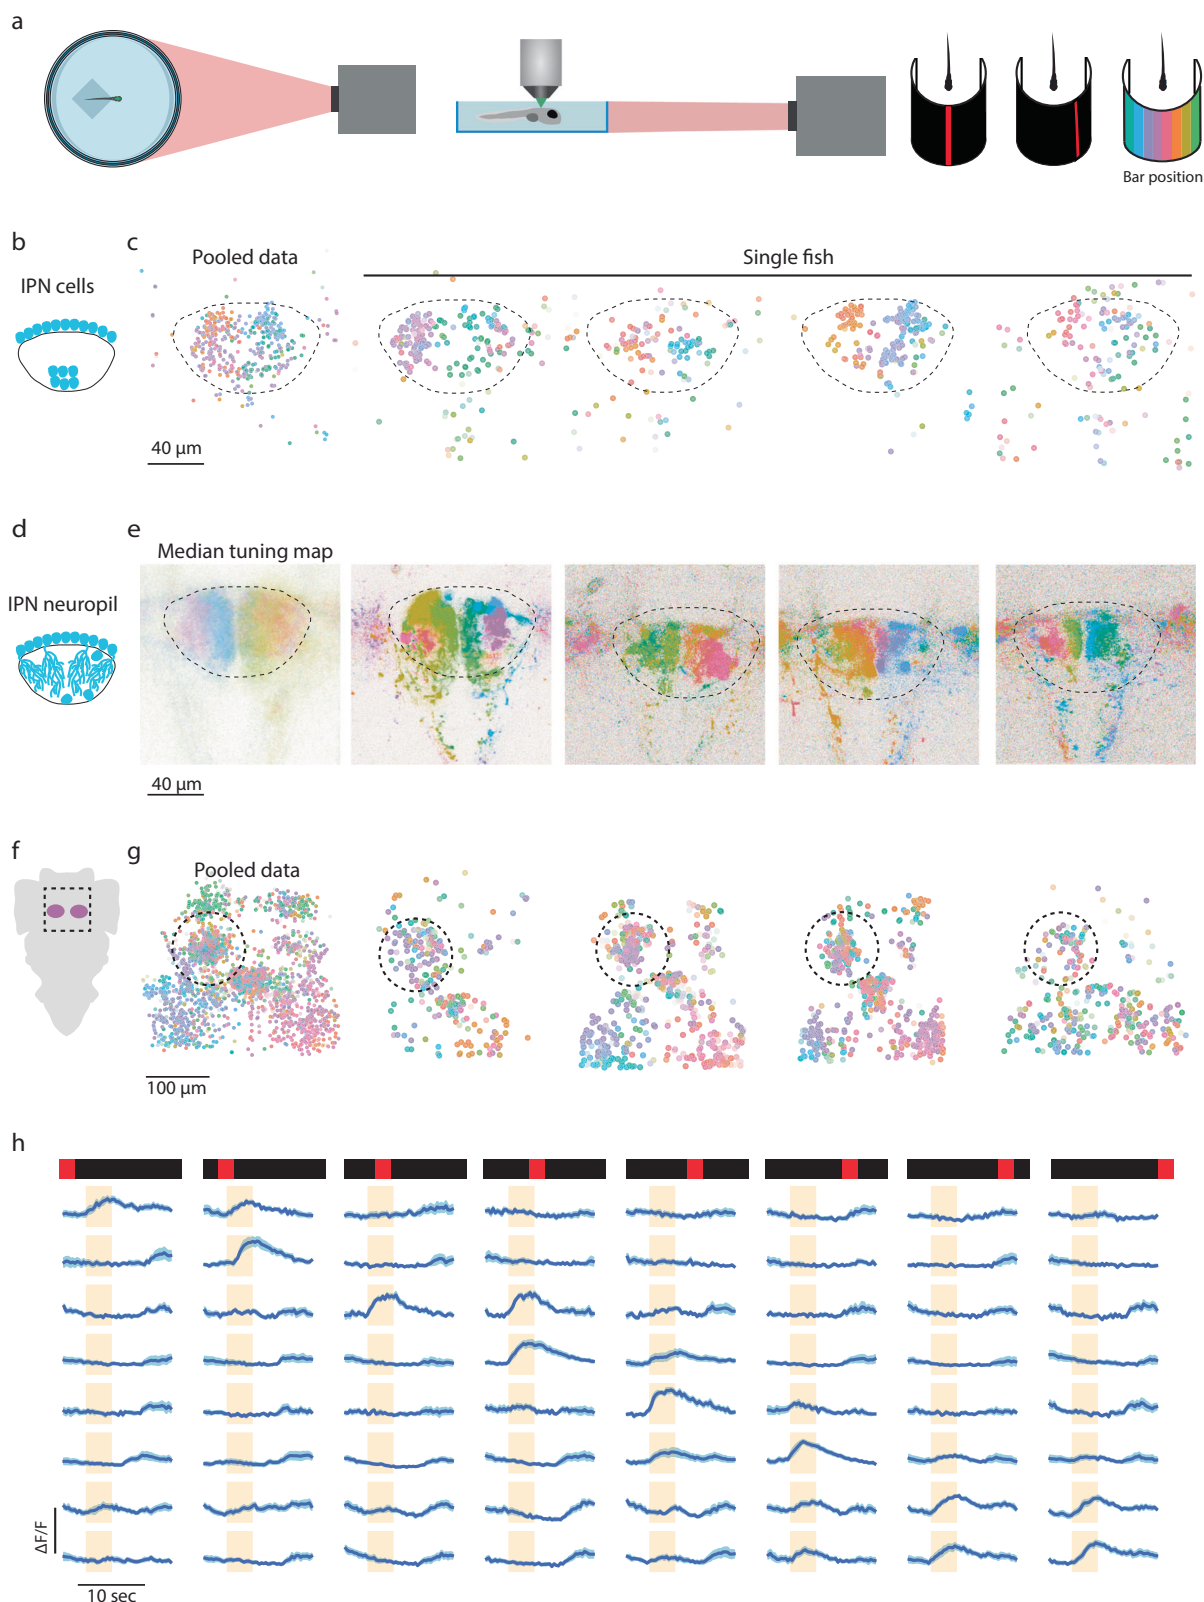 a
Bar position
b
c
IPN cells
Pooled data
Single fish
40 µm
d
e
Median tuning map
IPN neuropil
40 µm
f
g
Pooled data
100 µm
h
ΔF/F
10 sec